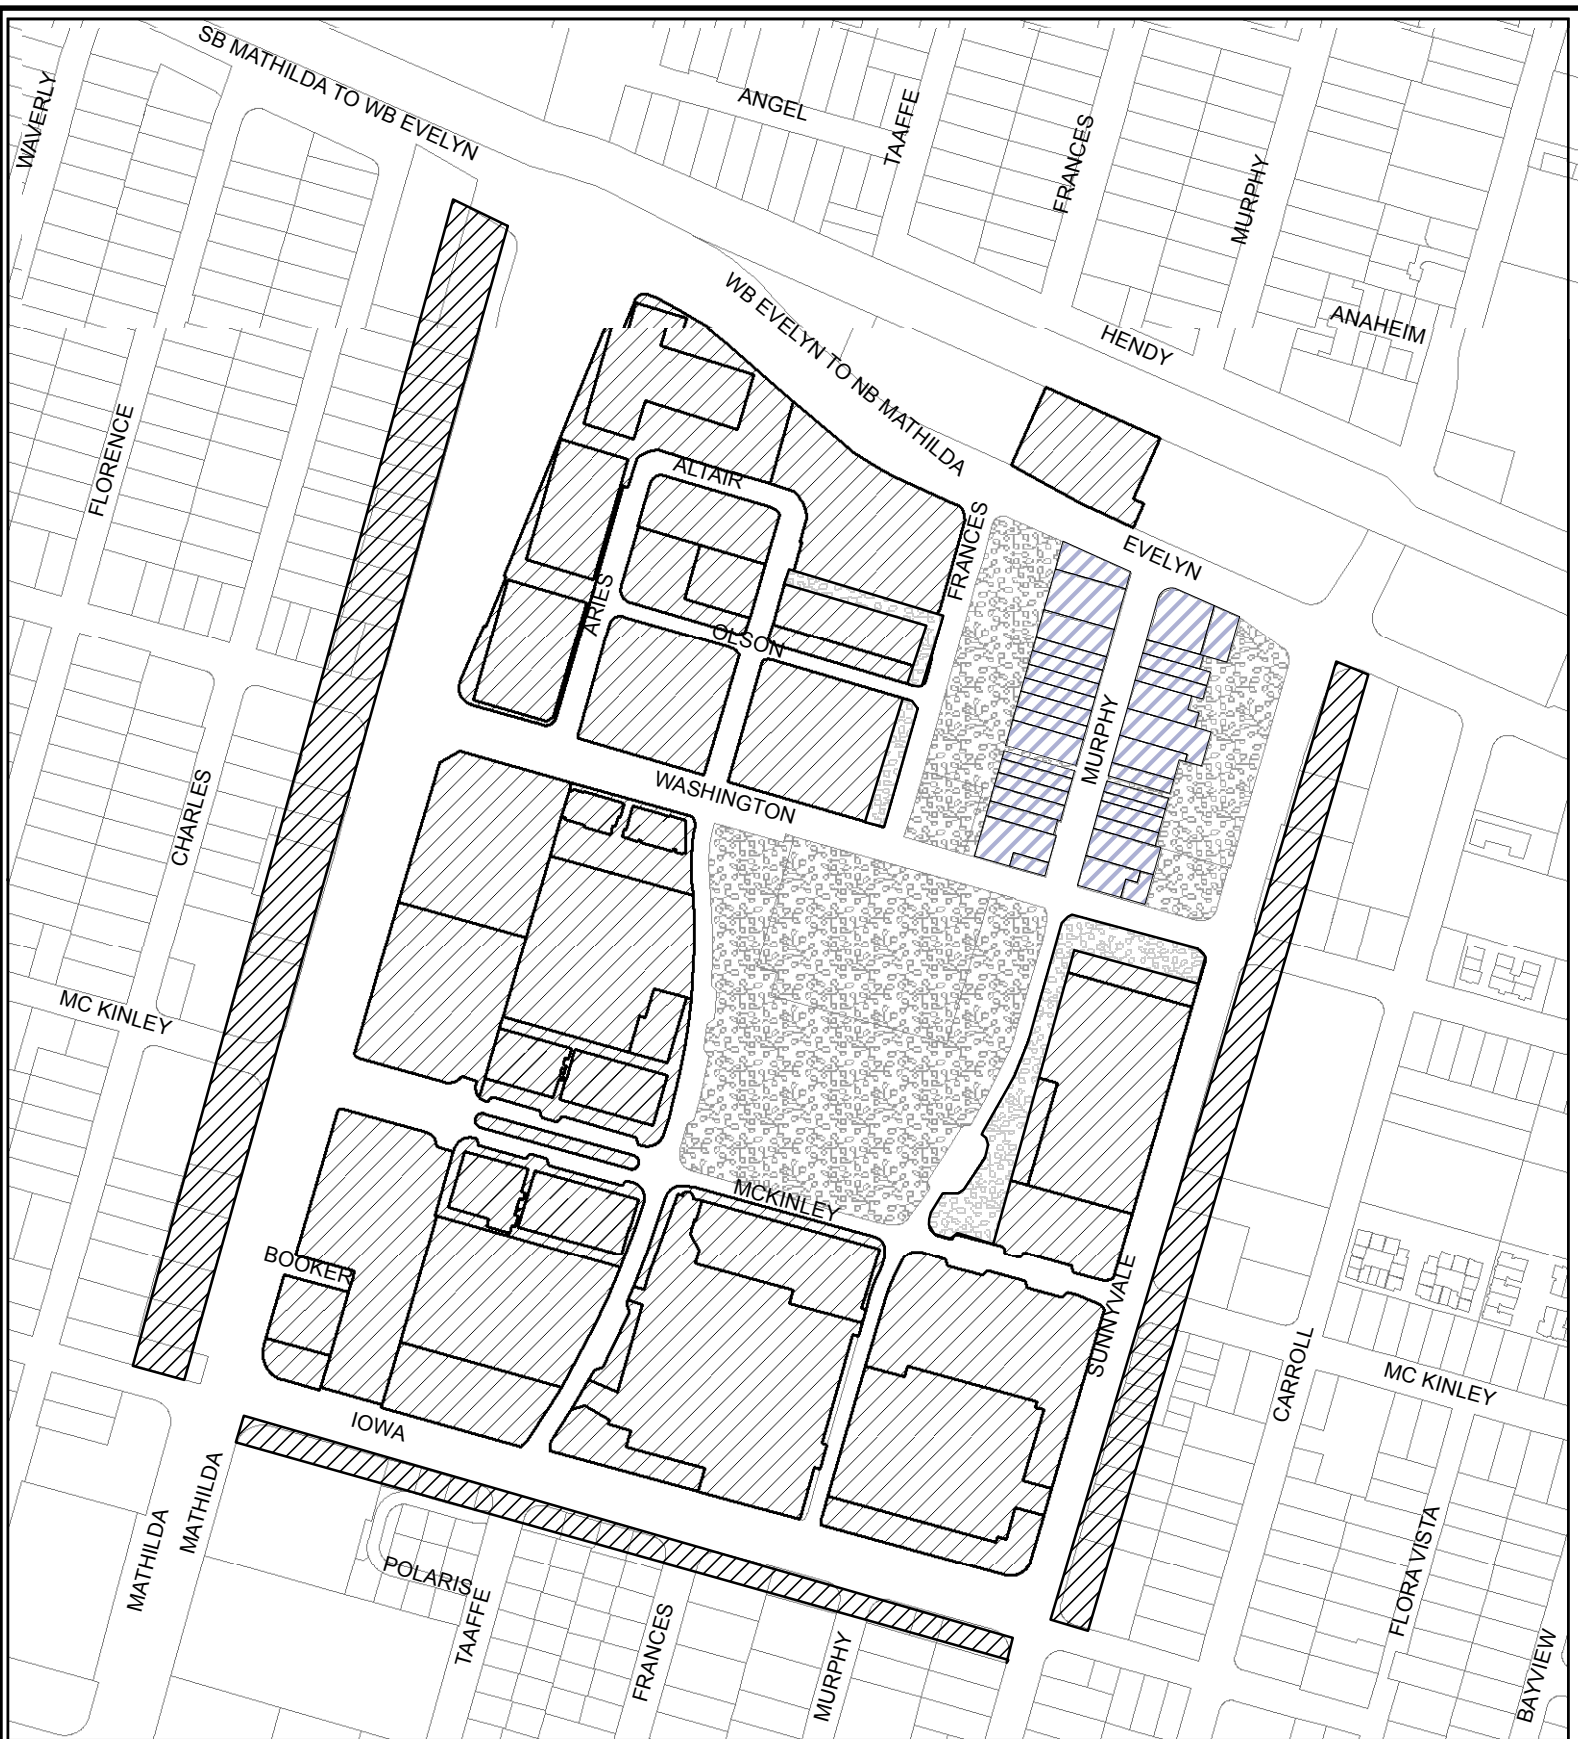 SB MATHILDA TO WB EVELYN
WAVERLY
ANGEL
TAAFFE
FRANCES
MURPHY
WB EVELYN TO NB MATHILDA
ANAHEIM
HENDY
FLORENCE
ALTAIR
FRANCES
EVELYN
ARIES
OLSON
MURPHY
CHARLES
WASHINGTON
MC KINLEY
MCKINLEY
BOOKER
SUNNYVALE
CARROLL
MC KINLEY
IOWA
MATHILDA
MATHILDA
POLARIS
TAAFFE
FRANCES
MURPHY
FLORA VISTA
BAYVIEW